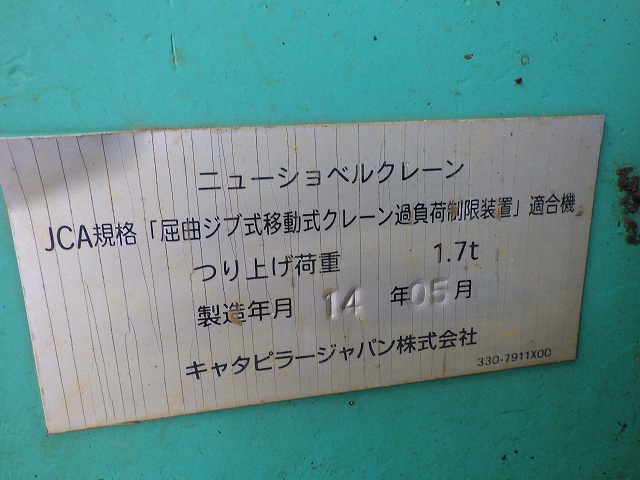 ニューショベルクレーン
JCA規格「屈曲ジブ式移動式クレーン過負荷制限装置」適合機
つり上げ荷重 1.7t
製造年月 14 年 05 月
キャタピラージャパン株式会社
330-7911X00